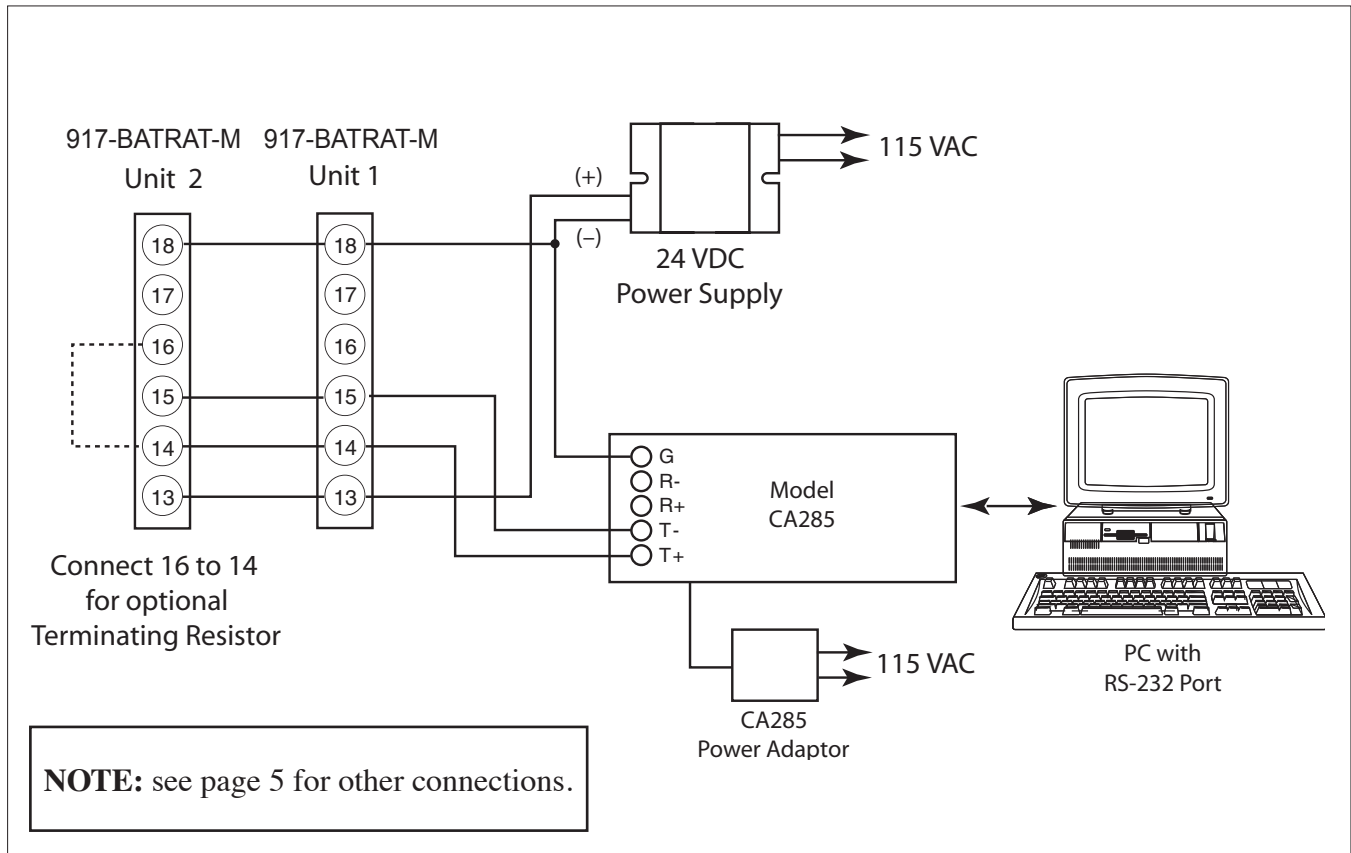 917-BATRAT-M
Unit 2
917-BATRAT-M
Unit 1
18
17
16
15
14
13
18
17
16
15
14
13
Connect 16 to 14
for optional
Terminating Resistor
(+)
(–)
115 VAC
24 VDC
Power Supply
G
R-
R+
T-
T+
Model
CA285
115 VAC
CA285
Power Adaptor
PC with
RS-232 Port
NOTE: see page 5 for other connections.